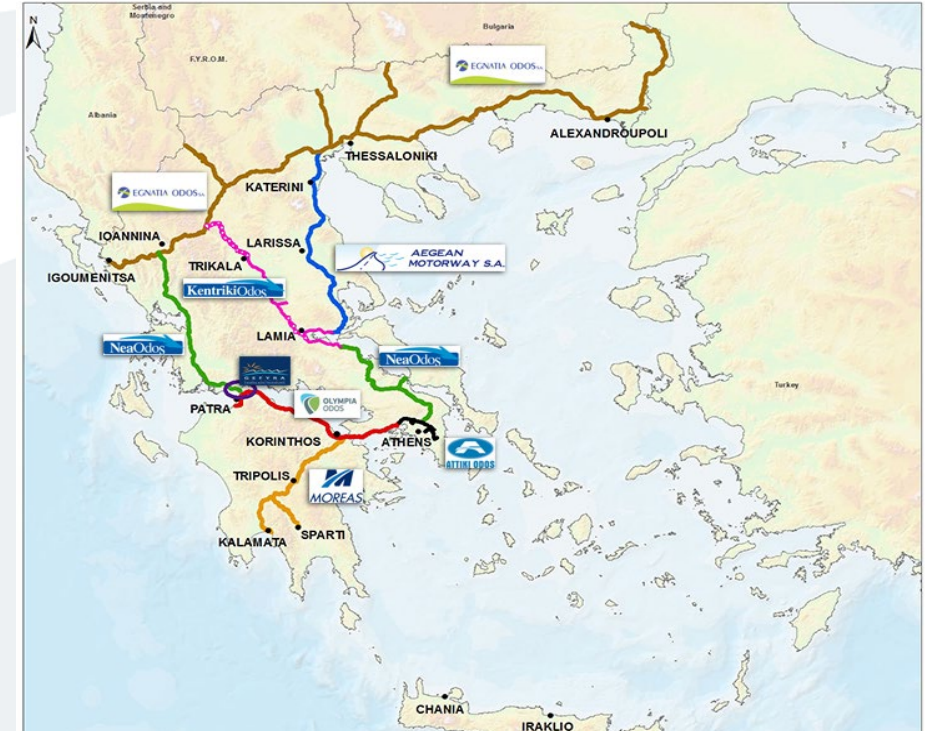 Serbia and
Montenegro
N
Bulgaria
F.Y.R.O.M.
EGNATIA ODOS S.A.
Albania
ALEXANDROUPOLI
THESSALONIKI
KATERINI
EGNATIA ODOS S.A.
IOANNINA
LARISSA
AEGEAN
MOTORWAY S.A.
TRIKALA
IGOUMENITSA
KentrikiOdos
LAMIA
NeaOdos
NeaOdos
GEFYRA
Turkey
OLYMPIA
ODOS
PATRA
KORINTHOS
ATHENS
ATTIKI ODOS
TRIPOLIS
MOREAS
SPARTI
KALAMATA
CHANIA
IRAKLIO